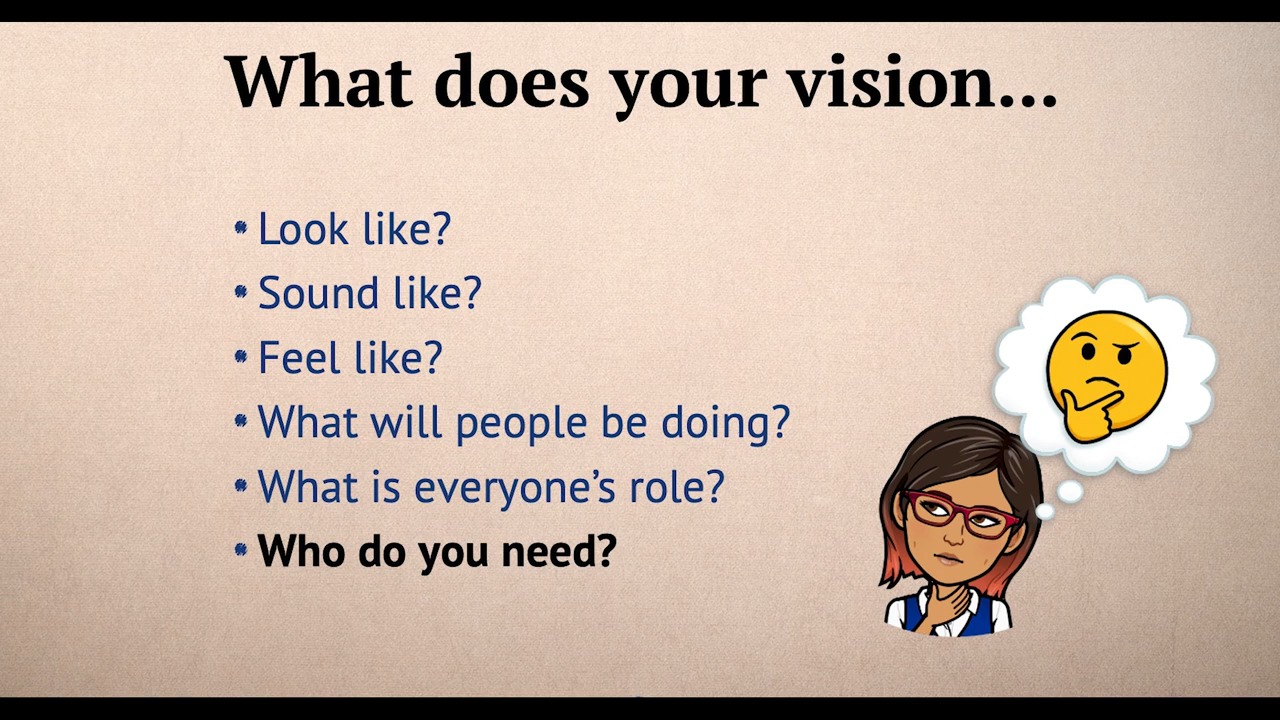 What does your vision...
• Look like?
• Sound like?
• Feel like?
• What will people be doing?
• What is everyone’s role?
• Who do you need?